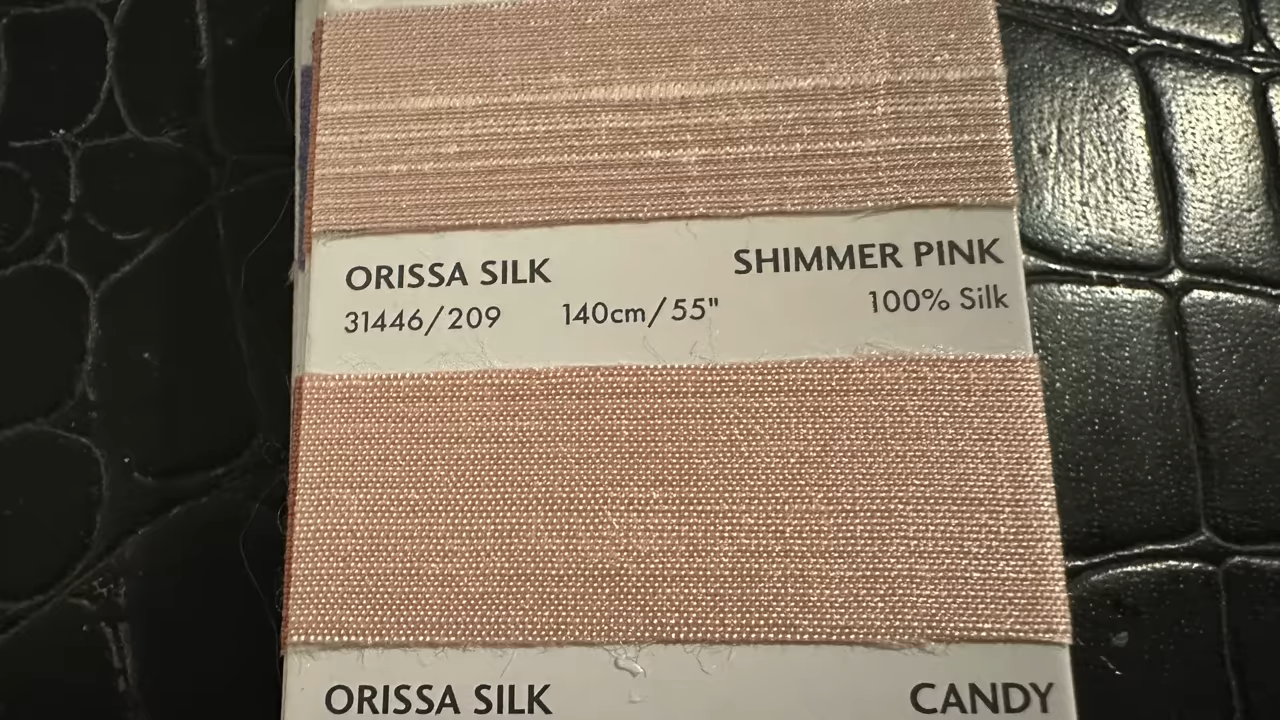 ORISSA SILK SHIMMER PINK
31446/209 140cm/55" 100% Silk
ORISSA SILK CANDY